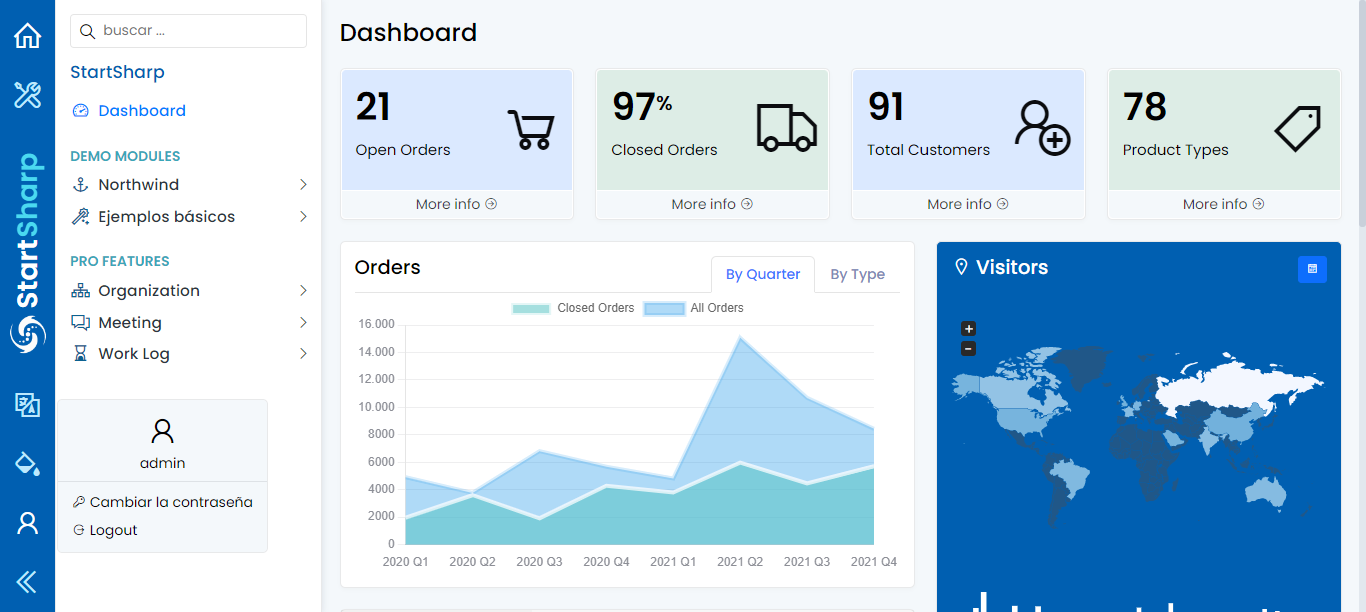 buscar ...
StartSharp
Dashboard
DEMO MODULES
Northwind
Ejemplos básicos
PRO FEATURES
Organization
Meeting
Work Log
admin
Cambiar la contraseña
Logout
StartSharp
Dashboard
21
Open Orders
More info
97%
Closed Orders
More info
91
Total Customers
More info
78
Product Types
More info
Orders
By Quarter
By Type
Closed Orders
All Orders
16.000
14.000
12.000
10.000
8000
6000
4000
2000
0
2020 Q1
2020 Q2
2020 Q3
2020 Q4
2021 Q1
2021 Q2
2021 Q3
2021 Q4
Visitors
+
−